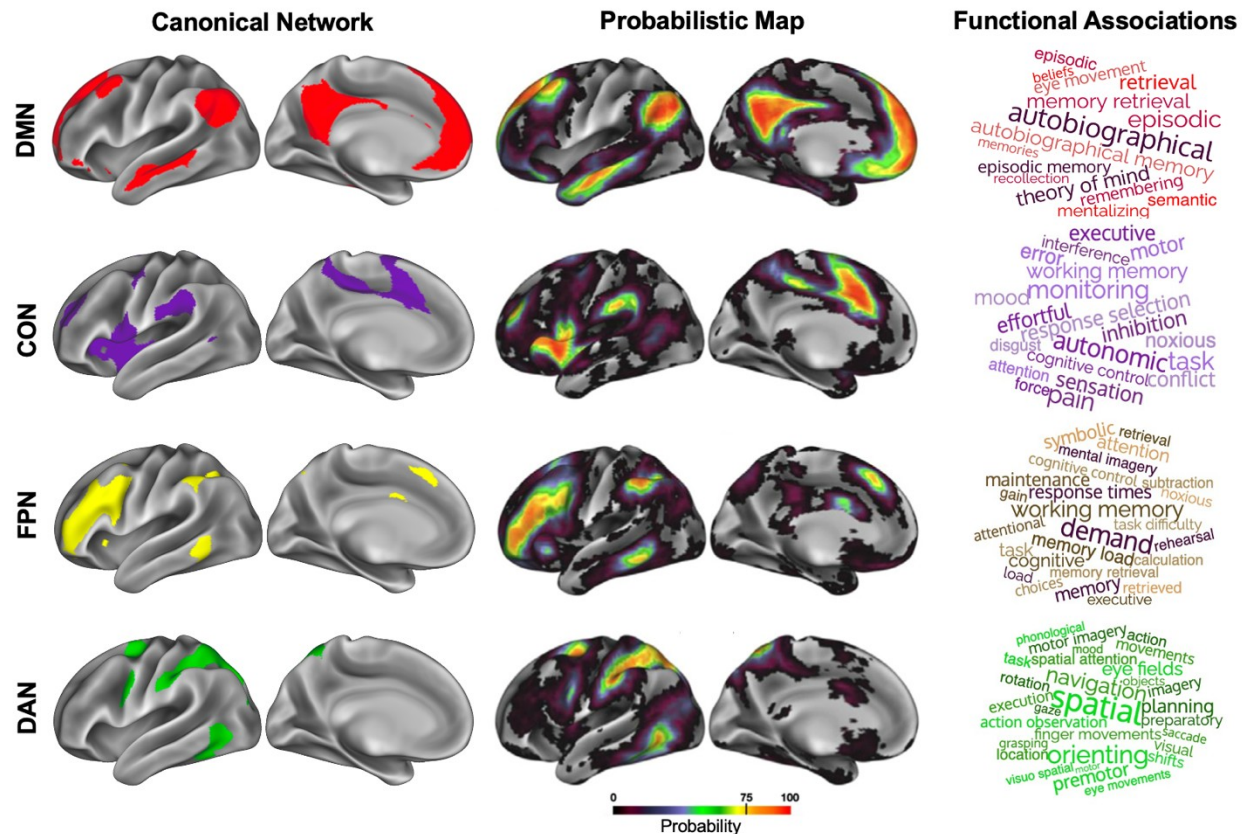 Canonical Network
Probabilistic Map
Functional Associations
DMN
episodic
beliefs
eye movement
retrieval
memory retrieval
episodic
autobiographical
autobiographical memory
memories
episodic memory
recollection
theory of mind
remembering
semantic
mentalizing
CON
executive
interference
error
motor
working memory
monitoring
mood
effortful
response selection
inhibition
disgust
noxious
autonomic
cognitive control
task
attention
sensation
conflict
force
pain
FPN
symbolic
retrieval
attention
mental imagery
cognitive control
subtraction
maintenance
gain
response times
noxious
working memory
attentional
demand
task difficulty
rehearsal
task
memory load
cognitive
calculation
load
memory retrieval
choices
memory
retrieved
executive
DAN
phonological
motor imagery
action
mood
movements
task
spatial attention
eye fields
rotation
navigation
objects
imagery
execution
gaze
spatial
planning
action observation
preparatory
finger movements
saccade
grasping
visual
location
orienting
shifts
visuo spatial
motor
premotor
eye movements
0 75 100
Probability